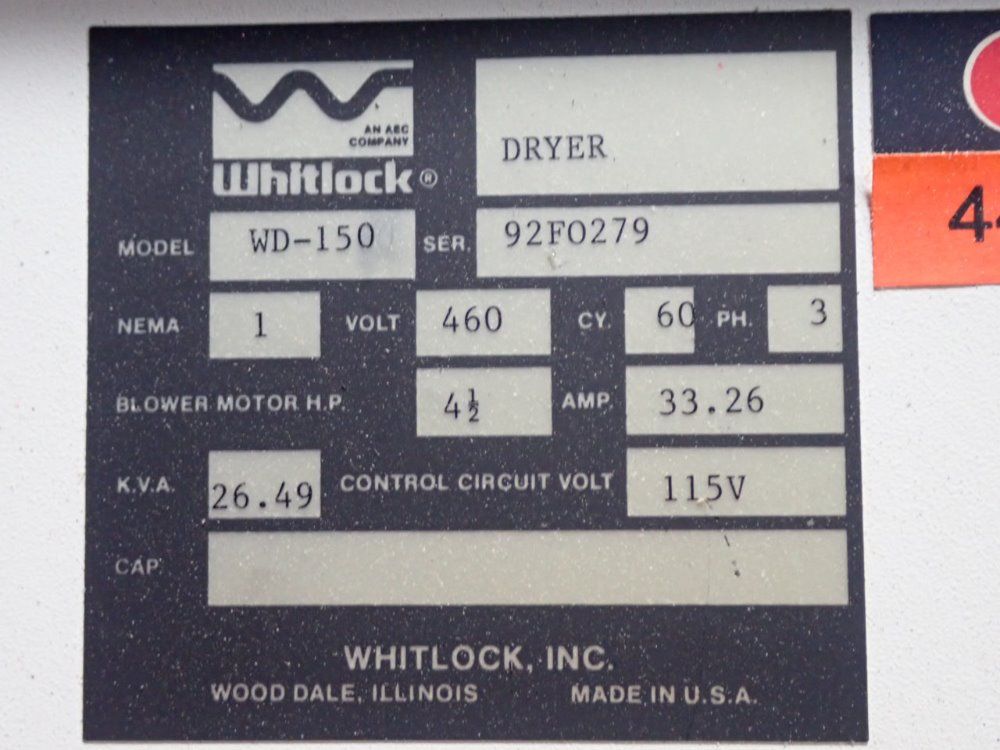 AN AEC
COMPANY
Whitlock®
DRYER
MODEL WD-150 SER. 92F0279
NEMA 1 VOLT 460 CY. 60 PH. 3
BLOWER MOTOR H.P. 4½ AMP. 33.26
K.V.A. 26.49 CONTROL CIRCUIT VOLT 115V
CAP.
WHITLOCK, INC.
WOOD DALE, ILLINOIS MADE IN U.S.A.